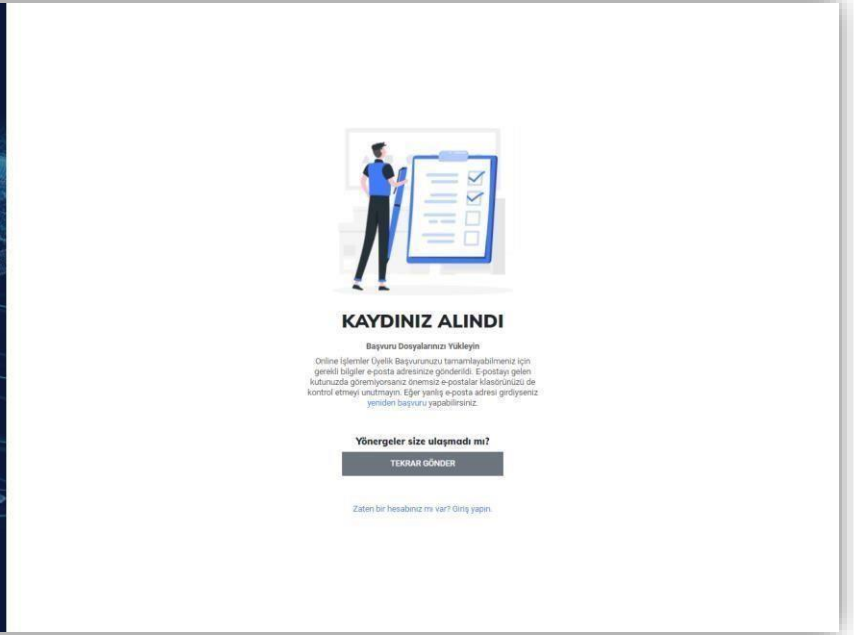 KAYDINIZ ALINDI
Başvuru Dosyalarınızı Yükleyin
Online İşlemler Üyelik Başvurunuzu tamamlayabilmeniz için
gerekli bilgiler e-posta adresinize gönderildi. E-postayı gelen
kutunuzda göremiyorsanız önemsiz e-postalar klasörünüzü de
kontrol etmeyi unutmayın. Eğer yanlış e-posta adresi girdiyseniz
yeniden başvuru yapabilirsiniz.
Yönergeler size ulaşmadı mı?
TEKRAR GÖNDER
Zaten bir hesabınız mı var? Giriş yapın.